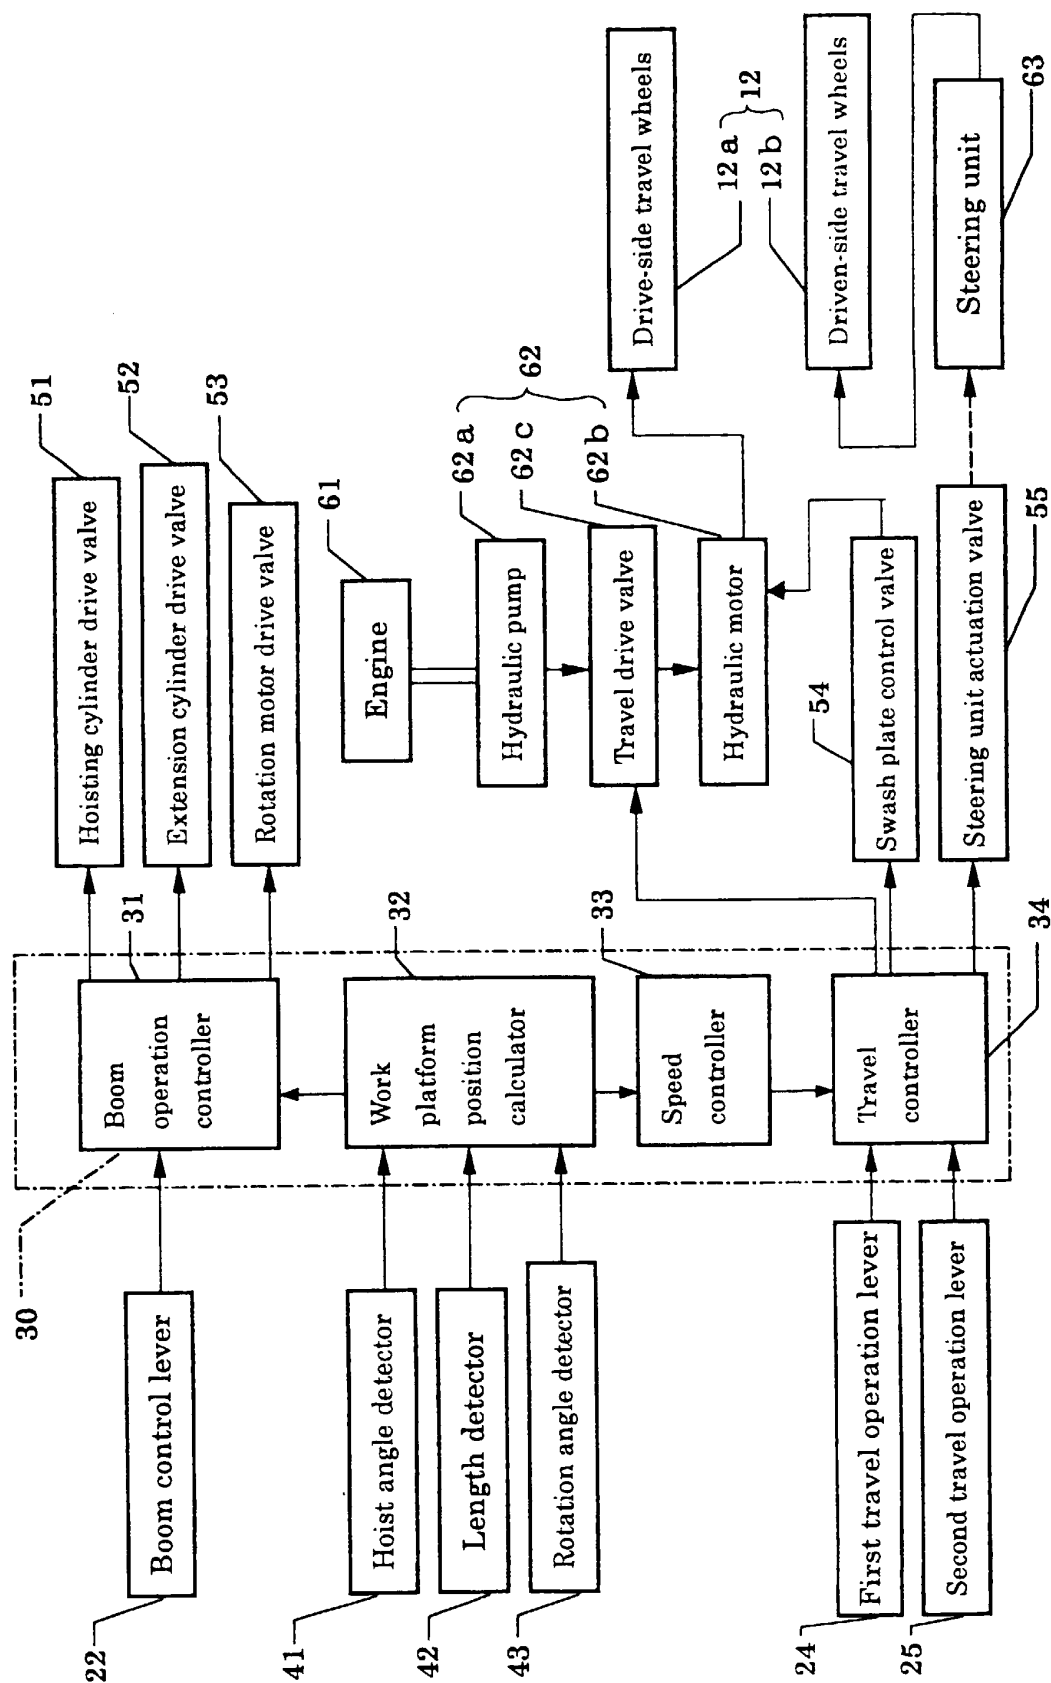 22
Boom control lever
41
Hoist angle detector
42
Length detector
43
Rotation angle detector
24
First travel operation lever
25
Second travel operation lever
30
Boom
operation
controller
31
Work
platform
position
calculator
32
Speed
controller
33
Travel
controller
34
Hoisting cylinder drive valve
51
Extension cylinder drive valve
52
Rotation motor drive valve
53
Engine
61
Hydraulic pump
62a
Travel drive valve
62c
62
Hydraulic motor
62b
Swash plate control valve
54
Steering unit actuation valve
55
Drive-side travel wheels
12a
12
12b
Driven-side travel wheels
Steering unit
63